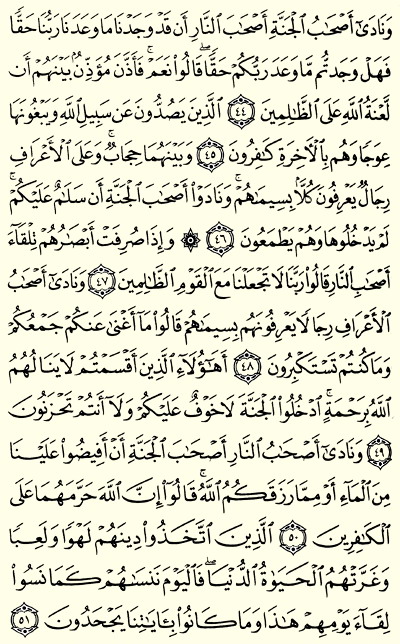 وَنَادَىٰٓ أَصْحَٰبُ ٱلْجَنَّةِ أَصْحَٰبَ ٱلنَّارِ أَن قَدْ وَجَدْنَا مَا وَعَدَنَا رَبُّنَا حَقًّا
فَهَلْ وَجَدتُّم مَّا وَعَدَ رَبُّكُمْ حَقًّا ۖ قَالُوا۟ نَعَمْ ۚ فَأَذَّنَ مُؤَذِّنٌۢ بَيْنَهُمْ أَن
لَّعْنَةُ ٱللَّهِ عَلَى ٱلظَّٰلِمِينَ ٤٤ ٱلَّذِينَ يَصُدُّونَ عَن سَبِيلِ ٱللَّهِ وَيَبْغُونَهَا
عِوَجًا وَهُم بِٱلْءَاخِرَةِ كَٰفِرُونَ ٤٥ وَبَيْنَهُمَا حِجَابٌ ۚ وَعَلَى ٱلْأَعْرَافِ
رِجَالٌ يَعْرِفُونَ كُلًّۢا بِسِيمَىٰهُمْ ۚ وَنَادَوْا۟ أَصْحَٰبَ ٱلْجَنَّةِ أَن سَلَٰمٌ عَلَيْكُمْ ۚ
لَمْ يَدْخُلُوهَا وَهُمْ يَطْمَعُونَ ٤٦ ۞ وَإِذَا صُرِفَتْ أَبْصَٰرُهُمْ تِلْقَآءَ
أَصْحَٰبِ ٱلنَّارِ قَالُوا۟ رَبَّنَا لَا تَجْعَلْنَا مَعَ ٱلْقَوْمِ ٱلظَّٰلِمِينَ ٤٧ وَنَادَىٰٓ أَصْحَٰبُ
ٱلْأَعْرَافِ رِجَالًا يَعْرِفُونَهُم بِسِيمَىٰهُمْ قَالُوا۟ مَآ أَغْنَىٰ عَنكُمْ جَمْعُكُمْ
وَمَا كُنتُمْ تَسْتَكْبِرُونَ ٤٨ أَهَٰٓؤُلَآءِ ٱلَّذِينَ أَقْسَمْتُمْ لَا يَنَالُهُمُ
ٱللَّهُ بِرَحْمَةٍ ۚ ٱدْخُلُوا۟ ٱلْجَنَّةَ لَا خَوْفٌ عَلَيْكُمْ وَلَآ أَنتُمْ تَحْزَنُونَ
٤٩ وَنَادَىٰٓ أَصْحَٰبُ ٱلنَّارِ أَصْحَٰبَ ٱلْجَنَّةِ أَنْ أَفِيضُوا۟ عَلَيْنَا
مِنَ ٱلْمَآءِ أَوْ مِمَّا رَزَقَكُمُ ٱللَّهُ ۚ قَالُوٓا۟ إِنَّ ٱللَّهَ حَرَّمَهُمَا عَلَى
ٱلْكَٰفِرِينَ ٥٠ ٱلَّذِينَ ٱتَّخَذُوا۟ دِينَهُمْ لَهْوًا وَلَعِبًا
وَغَرَّتْهُمُ ٱلْحَيَوٰةُ ٱلدُّنْيَا ۚ فَٱلْيَوْمَ نَنسَىٰهُمْ كَمَا نَسُوا۟
لِقَآءَ يَوْمِهِمْ هَٰذَا وَمَا كَانُوا۟ بِـَٔايَٰتِنَا يَجْحَدُونَ ٥١